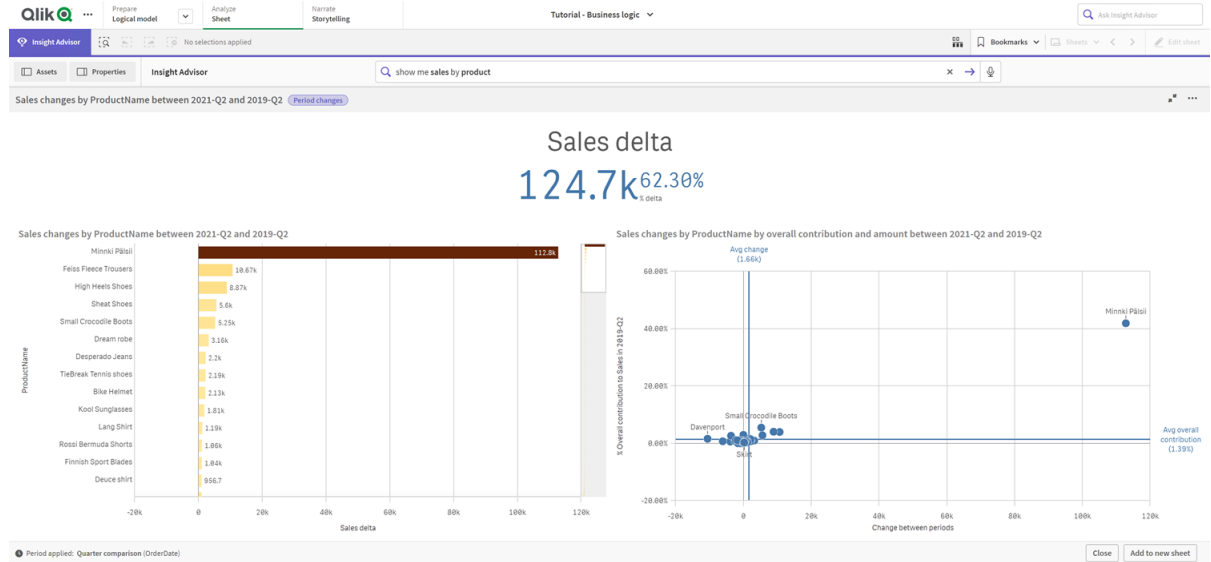 Qlik
Prepare
Logical model
Analyze
Sheet
Narrate
Storytelling
Tutorial - Business logic
Ask Insight Advisor
Insight Advisor
No selections applied
Bookmarks
Sheets
Edit sheet
Assets
Properties
Insight Advisor
show me sales by product
Sales changes by ProductName between 2021-Q2 and 2019-Q2
Period changes
Sales delta
124.7k
62.30%
% delta
Sales changes by ProductName between 2021-Q2 and 2019-Q2
ProductName
Minnki Pälsii 112.8k
Feiss Fleece Trousers 10.67k
High Heels Shoes 8.87k
Sheat Shoes 5.6k
Small Crocodile Boots 5.25k
Dream robe 3.16k
Desperado Jeans 2.2k
TieBreak Tennis shoes 2.19k
Bike Helmet 2.13k
Kool Sunglasses 1.81k
Lang Shirt 1.19k
Rossi Bermuda Shorts 1.06k
Finnish Sport Blades 1.04k
Deuce shirt 956.7
-20k 0 20k 40k 60k 80k 100k 120k
Sales delta
Sales changes by ProductName by overall contribution and amount between 2021-Q2 and 2019-Q2
Avg change
(1.66k)
% Overall contribution to Sales in 2019-Q2
60.00%
40.00%
20.00%
0.00%
-20.00%
Minnki Pälsii
Small Crocodile Boots
Davenport
Skirt
Avg overall
contribution
(1.39%)
-20k 0 20k 40k 60k 80k 100k 120k
Change between periods
Period applied: Quarter comparison (OrderDate)
Close
Add to new sheet